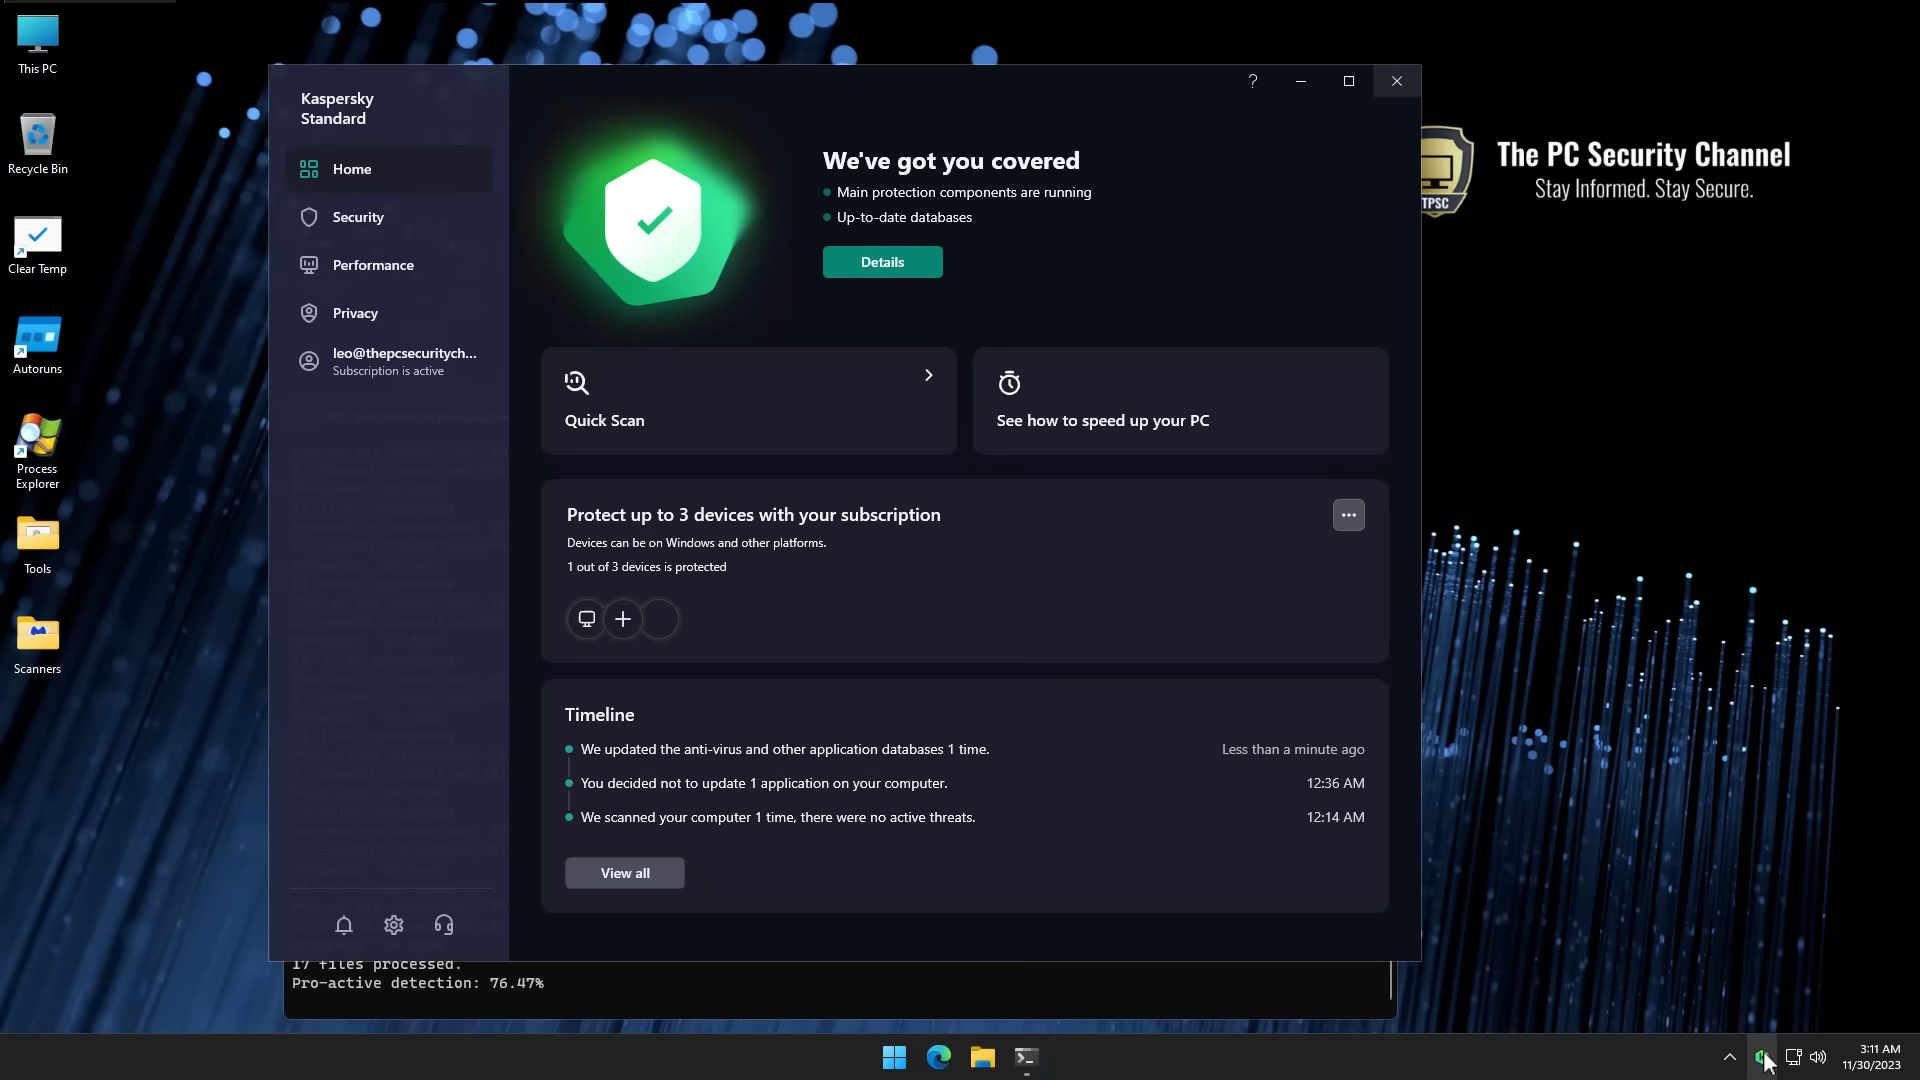 This PC
Recycle Bin
Clear Temp
Autoruns
Process
Explorer
Tools
Scanners
Kaspersky
Standard
Home
Security
Performance
Privacy
leo@thepcsecuritych...
Subscription is active
?
We've got you covered
Main protection components are running
Up-to-date databases
Details
Quick Scan
See how to speed up your PC
Protect up to 3 devices with your subscription
Devices can be on Windows and other platforms.
1 out of 3 devices is protected
Timeline
We updated the anti-virus and other application databases 1 time.
Less than a minute ago
You decided not to update 1 application on your computer.
12:36 AM
We scanned your computer 1 time, there were no active threats.
12:14 AM
View all
17 files processed.
Pro-active detection: 76.47%
TPSC
The PC Security Channel
Stay Informed. Stay Secure.
3:11 AM
11/30/2023